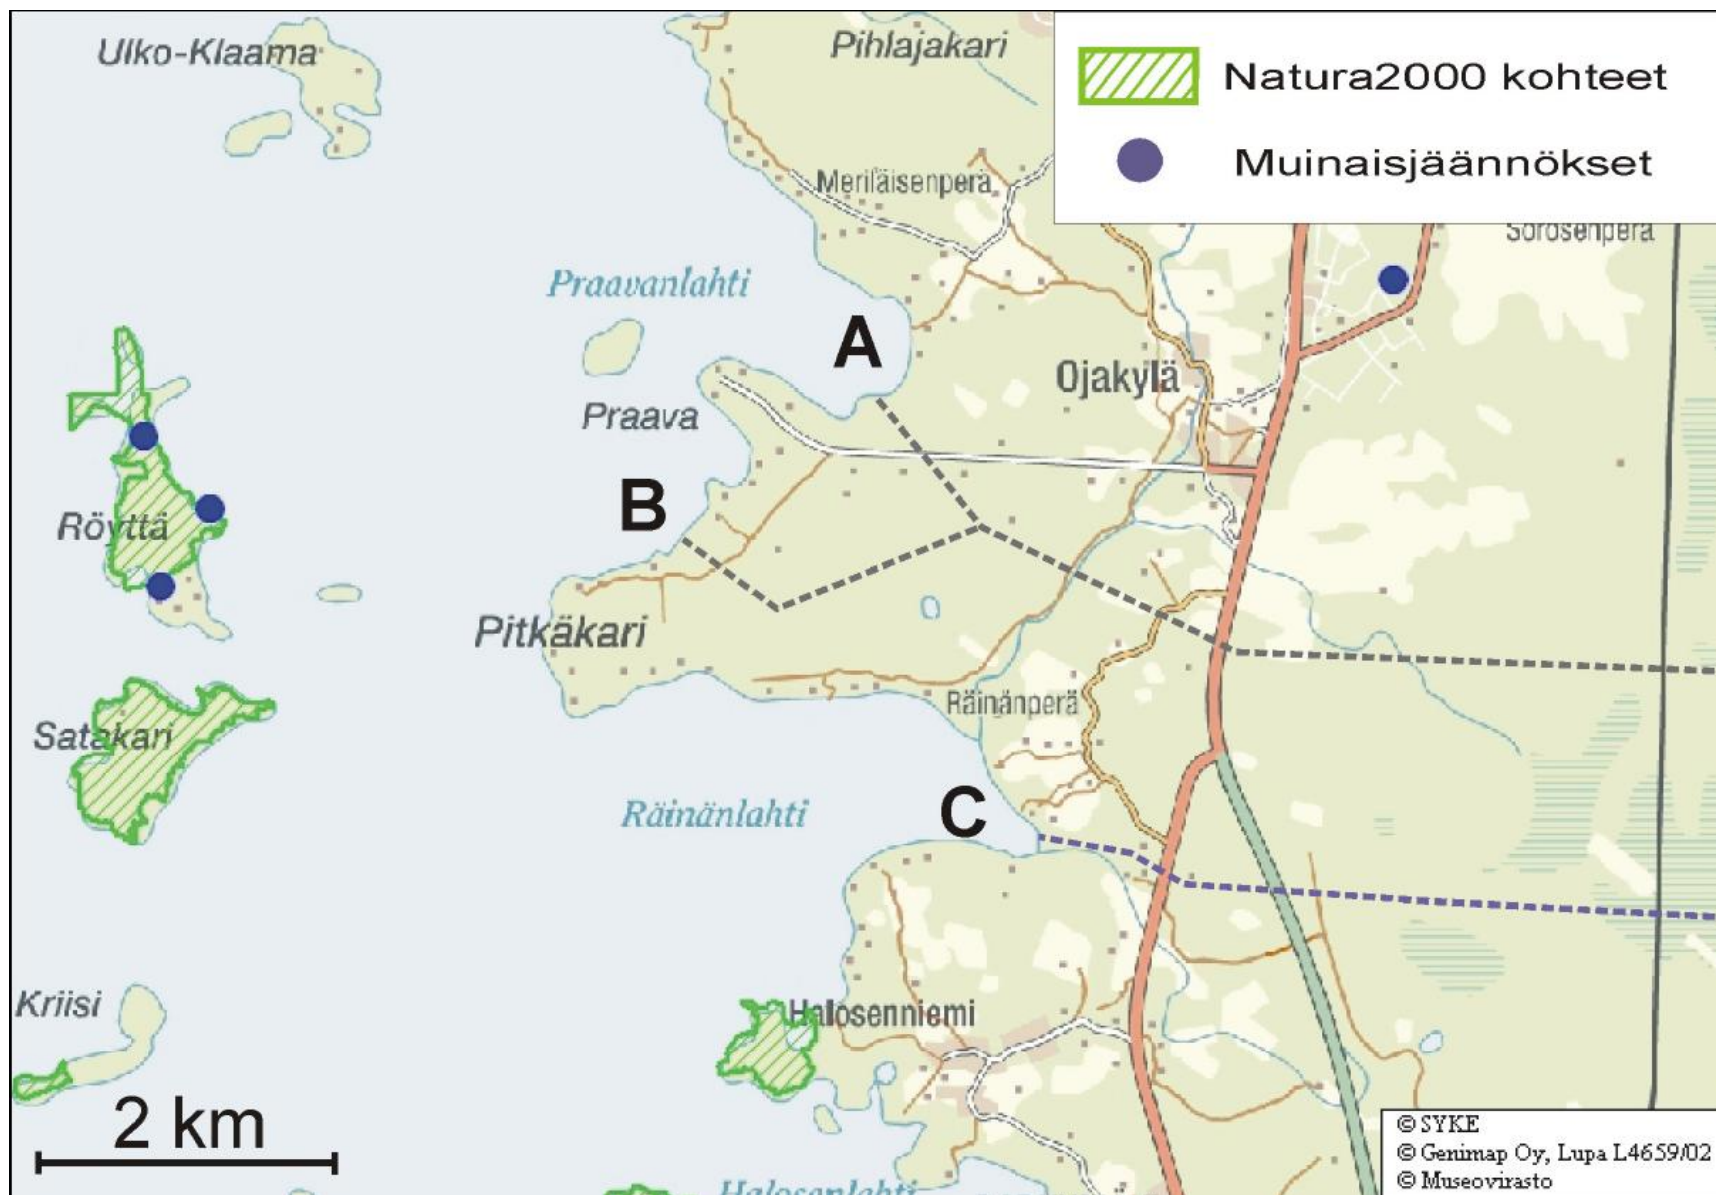 Ulko-Klaama
Pihlajakari
Natura2000 kohteet
Muinaisjäännökset
Meriläisenperä
Sorosenperä
Praavanlahti
A
Ojakylä
Praava
B
Röyttä
Pitkäkari
Räinänperä
Satakari
Räinänlahti
C
Kriisi
Halosenniemi
2 km
© SYKE
© Genimap Oy, Lupa L4659/02
© Museovirasto
Halosenlahti